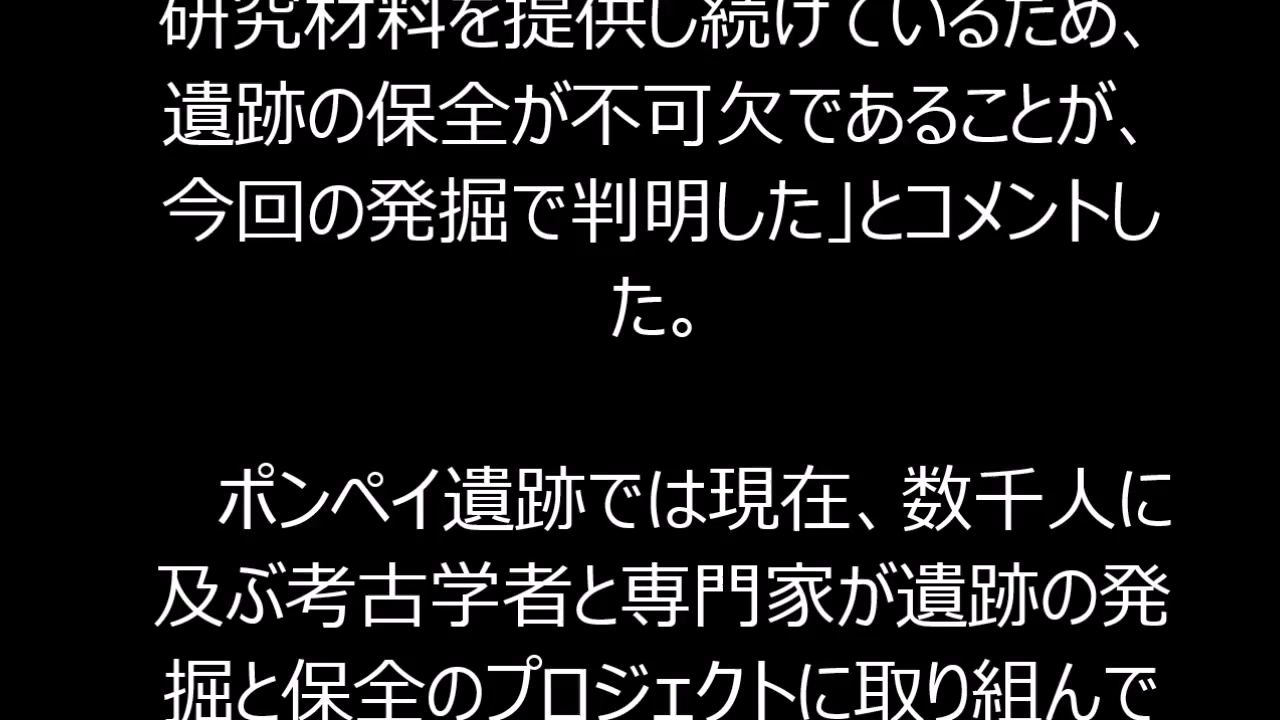 研究材料を提供し続けているため、
遺跡の保全が不可欠であることが、
今回の発掘で判明した」とコメントし
た。
ポンペイ遺跡では現在、数千人に
及ぶ考古学者と専門家が遺跡の発
掘と保全のプロジェクトに取り組んで